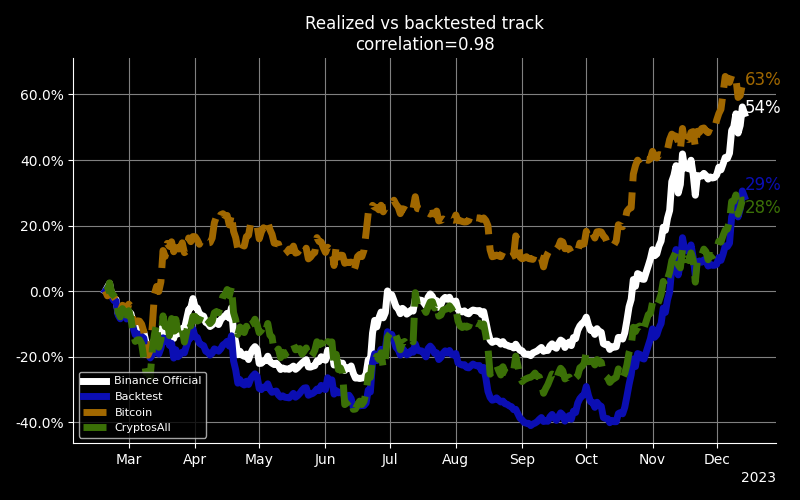 Realized vs backtested track
correlation=0.98
63%
60.0%
54%
40.0%
29%
28%
20.0%
0.0%
-20.0%
-40.0%
Binance Official
Backtest
Bitcoin
CryptosAll
Mar Apr May Jun Jul Aug Sep Oct Nov Dec
2023